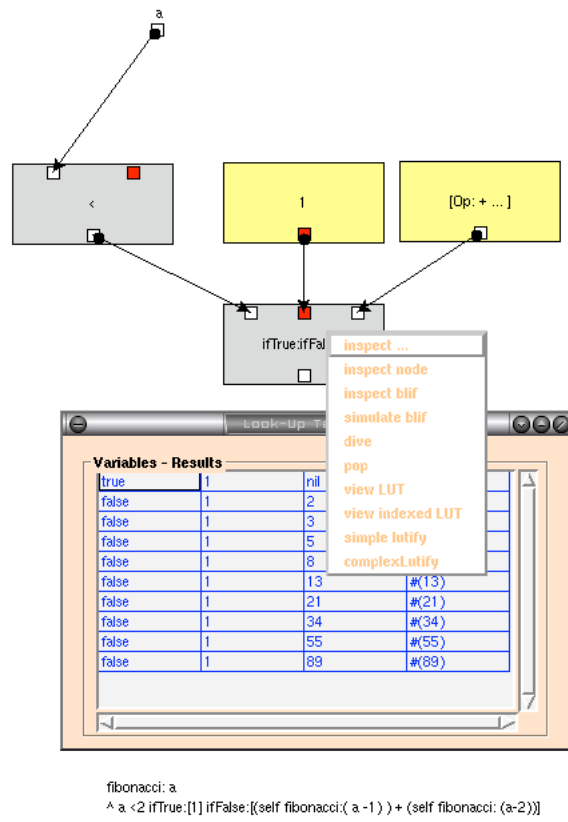 a
<
1
[Op: + ... ]
inspect ...
inspect node
inspect blif
simulate blif
dive
pop
view LUT
view indexed LUT
simple lutify
complexLutify
Variables - Results
true 1 nil
false 1 2
false 1 3
false 1 5
false 1 8
false 1 13 #(13)
false 1 21 #(21)
false 1 34 #(34)
false 1 55 #(55)
false 1 89 #(89)
fibonacci: a
^ a <2 ifTrue:[1] ifFalse:[(self fibonacci:( a -1) ) + (self fibonacci: (a-2))]